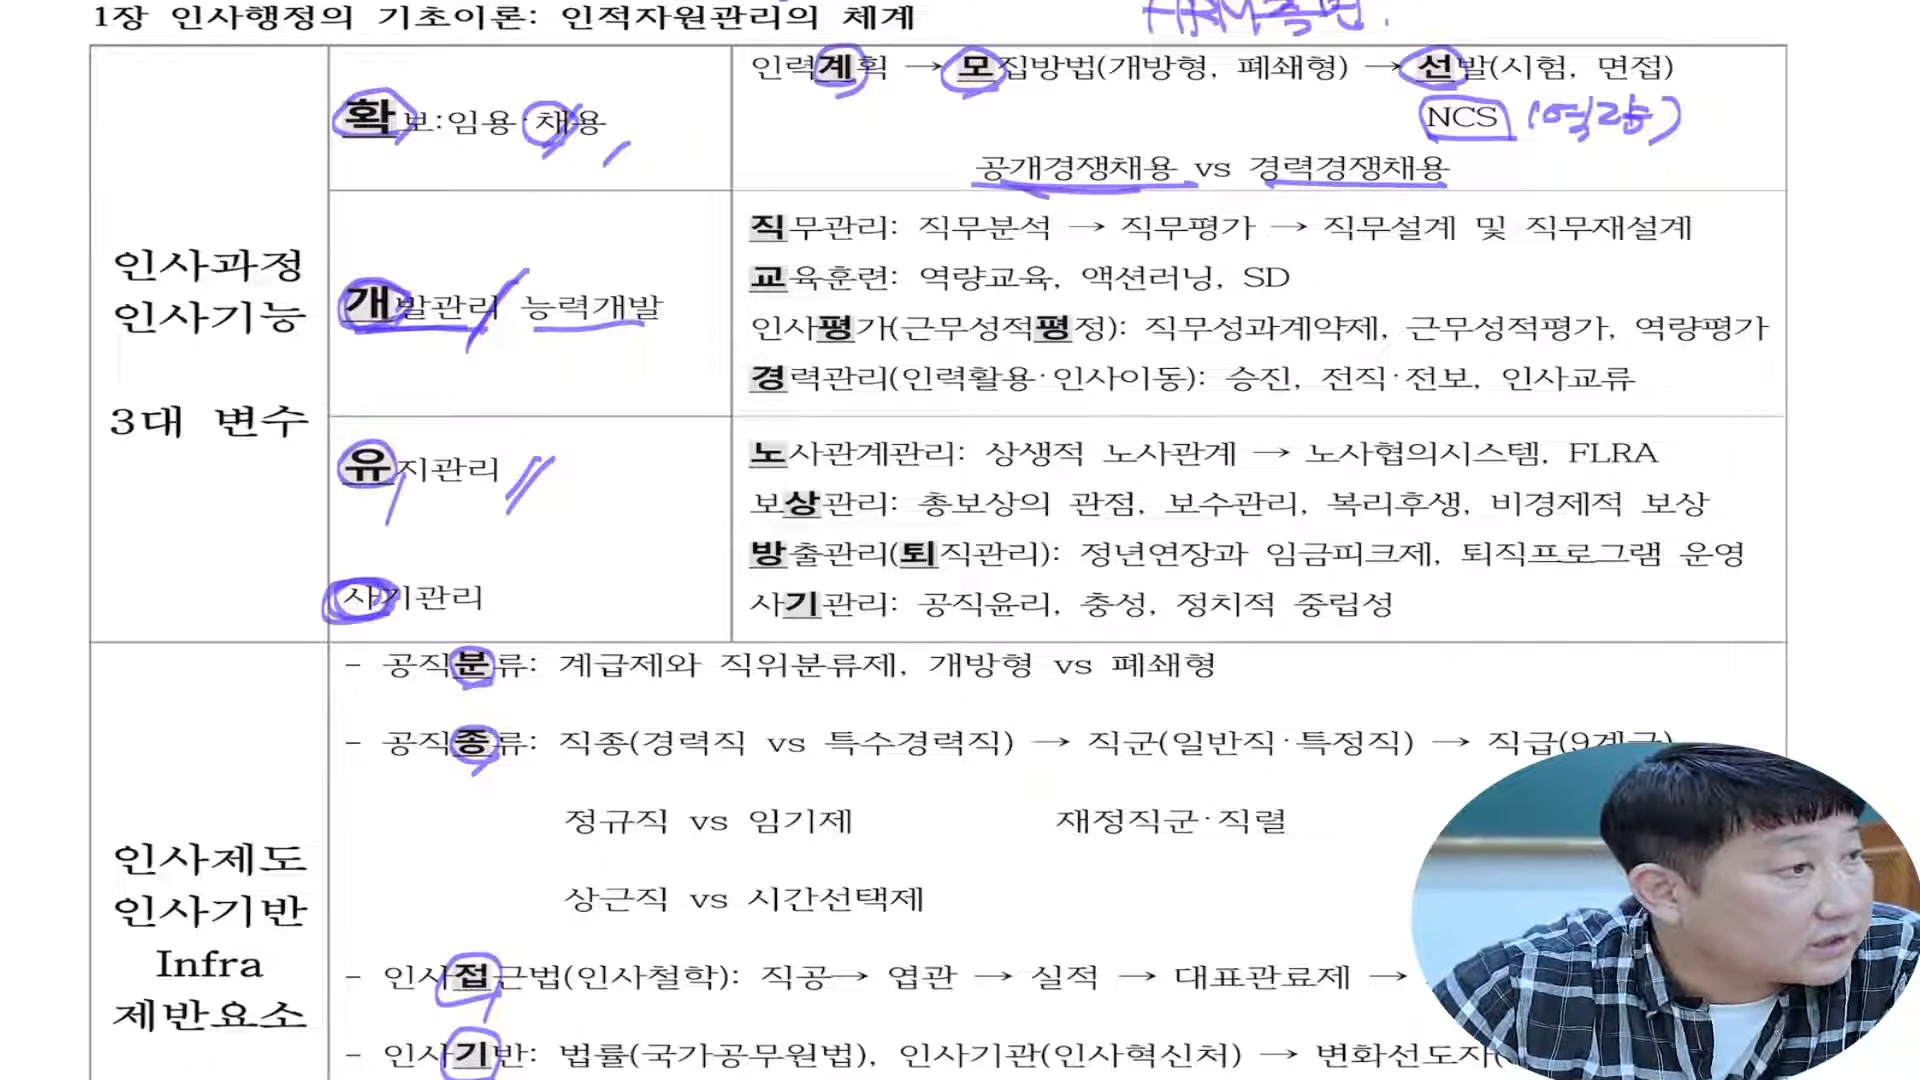 1장 인사행정의 기초이론: 인적자원관리의 체계
인사과정
인사기능
3대 변수
확보:임용·채용
인력계획 → 모집방법(개방형, 폐쇄형) → 선발(시험, 면접)
NCS (역량)
공개경쟁채용 vs 경력경쟁채용
개발관리 능력개발
직무관리: 직무분석 → 직무평가 → 직무설계 및 직무재설계
교육훈련: 역량교육, 액션러닝, SD
인사평가(근무성적평정): 직무성과계약제, 근무성적평가, 역량평가
경력관리(인력활용·인사이동): 승진, 전직·전보, 인사교류
유지관리
사기관리
노사관계관리: 상생적 노사관계 → 노사협의시스템, FLRA
보상관리: 총보상의 관점, 보수관리, 복리후생, 비경제적 보상
방출관리(퇴직관리): 정년연장과 임금피크제, 퇴직프로그램 운영
사기관리: 공직윤리, 충성, 정치적 중립성
인사제도
인사기반
Infra
제반요소
- 공직분류: 계급제와 직위분류제, 개방형 vs 폐쇄형
- 공직종류: 직종(경력직 vs 특수경력직) → 직군(일반직·특정직) → 직급(9계급)
정규직 vs 임기제 재정직군·직렬
상근직 vs 시간선택제
- 인사접근법(인사철학): 직공→ 엽관 → 실적 → 대표관료제 →
- 인사기반: 법률(국가공무원법), 인사기관(인사혁신처) → 변화선도자(